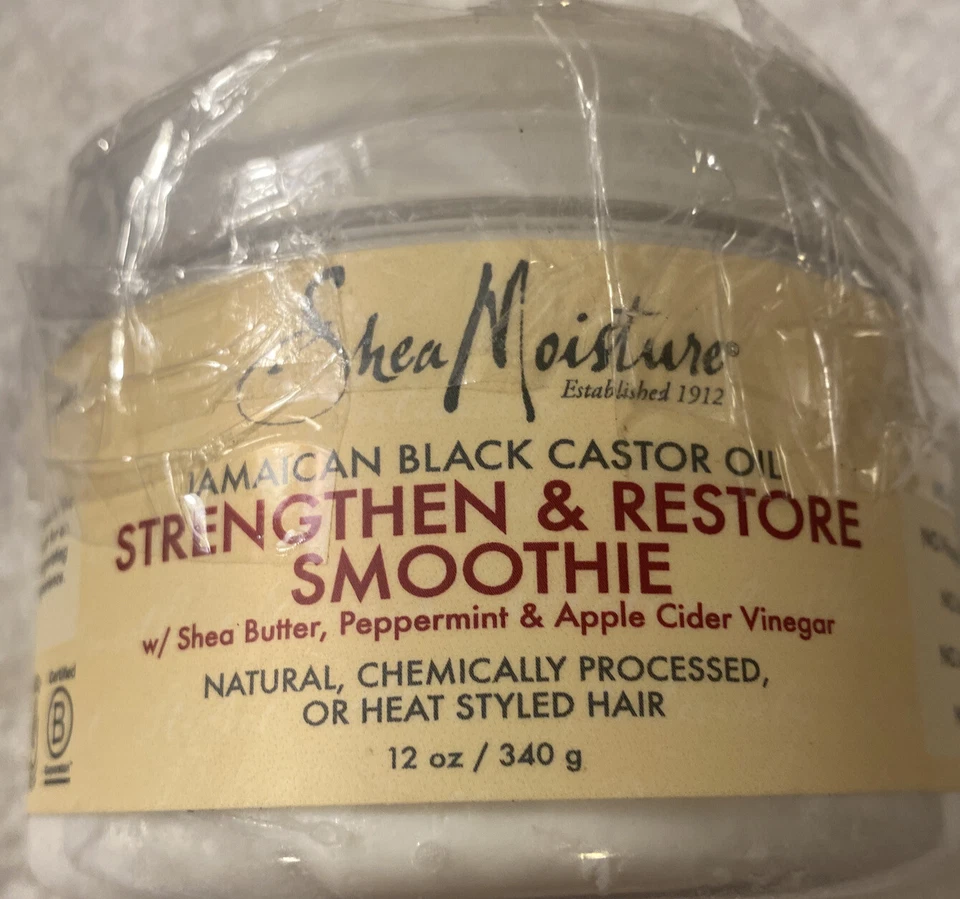 SheaMoisture®
Established 1912
JAMAICAN BLACK CASTOR OIL
STRENGTHEN & RESTORE
SMOOTHIE
w/ Shea Butter, Peppermint & Apple Cider Vinegar
NATURAL, CHEMICALLY PROCESSED,
OR HEAT STYLED HAIR
12 oz / 340 g
Certified
B